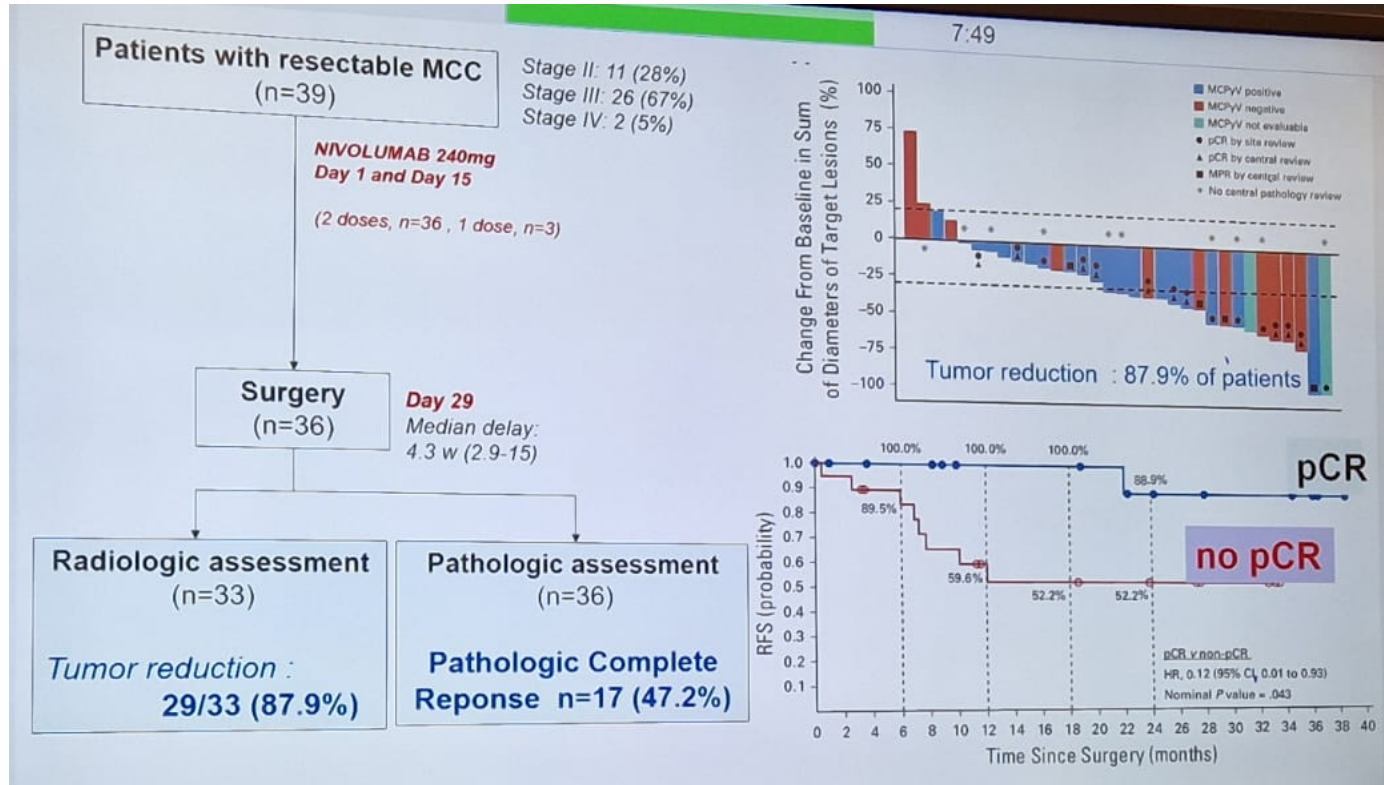 7:49
Patients with resectable MCC
(n=39)
Stage II: 11 (28%)
Stage III: 26 (67%)
Stage IV: 2 (5%)
NIVOLUMAB 240mg
Day 1 and Day 15
(2 doses, n=36 , 1 dose, n=3)
Surgery
(n=36)
Day 29
Median delay:
4.3 w (2.9-15)
Radiologic assessment
(n=33)
Tumor reduction :
29/33 (87.9%)
Pathologic assessment
(n=36)
Pathologic Complete
Reponse n=17 (47.2%)
Change From Baseline in Sum
of Diameters of Target Lesions (%)
100
75
50
25
0
−25
−50
−75
−100
MCPyV positive
MCPyV negative
MCPyV not evaluable
pCR by site review
pCR by central review
MPR by central review
* No central pathology review
Tumor reduction : 87.9% of patients
RFS (probability)
1.0
0.9
0.8
0.7
0.6
0.5
0.4
0.3
0.2
0.1
100.0%
100.0%
100.0%
88.9%
pCR
89.5%
59.6%
52.2%
52.2%
no pCR
pCR v non-pCR
HR, 0.12 (95% CI, 0.01 to 0.93)
Nominal P value = .043
0 2 4 6 8 10 12 14 16 18 20 22 24 26 28 30 32 34 36 38 40
Time Since Surgery (months)